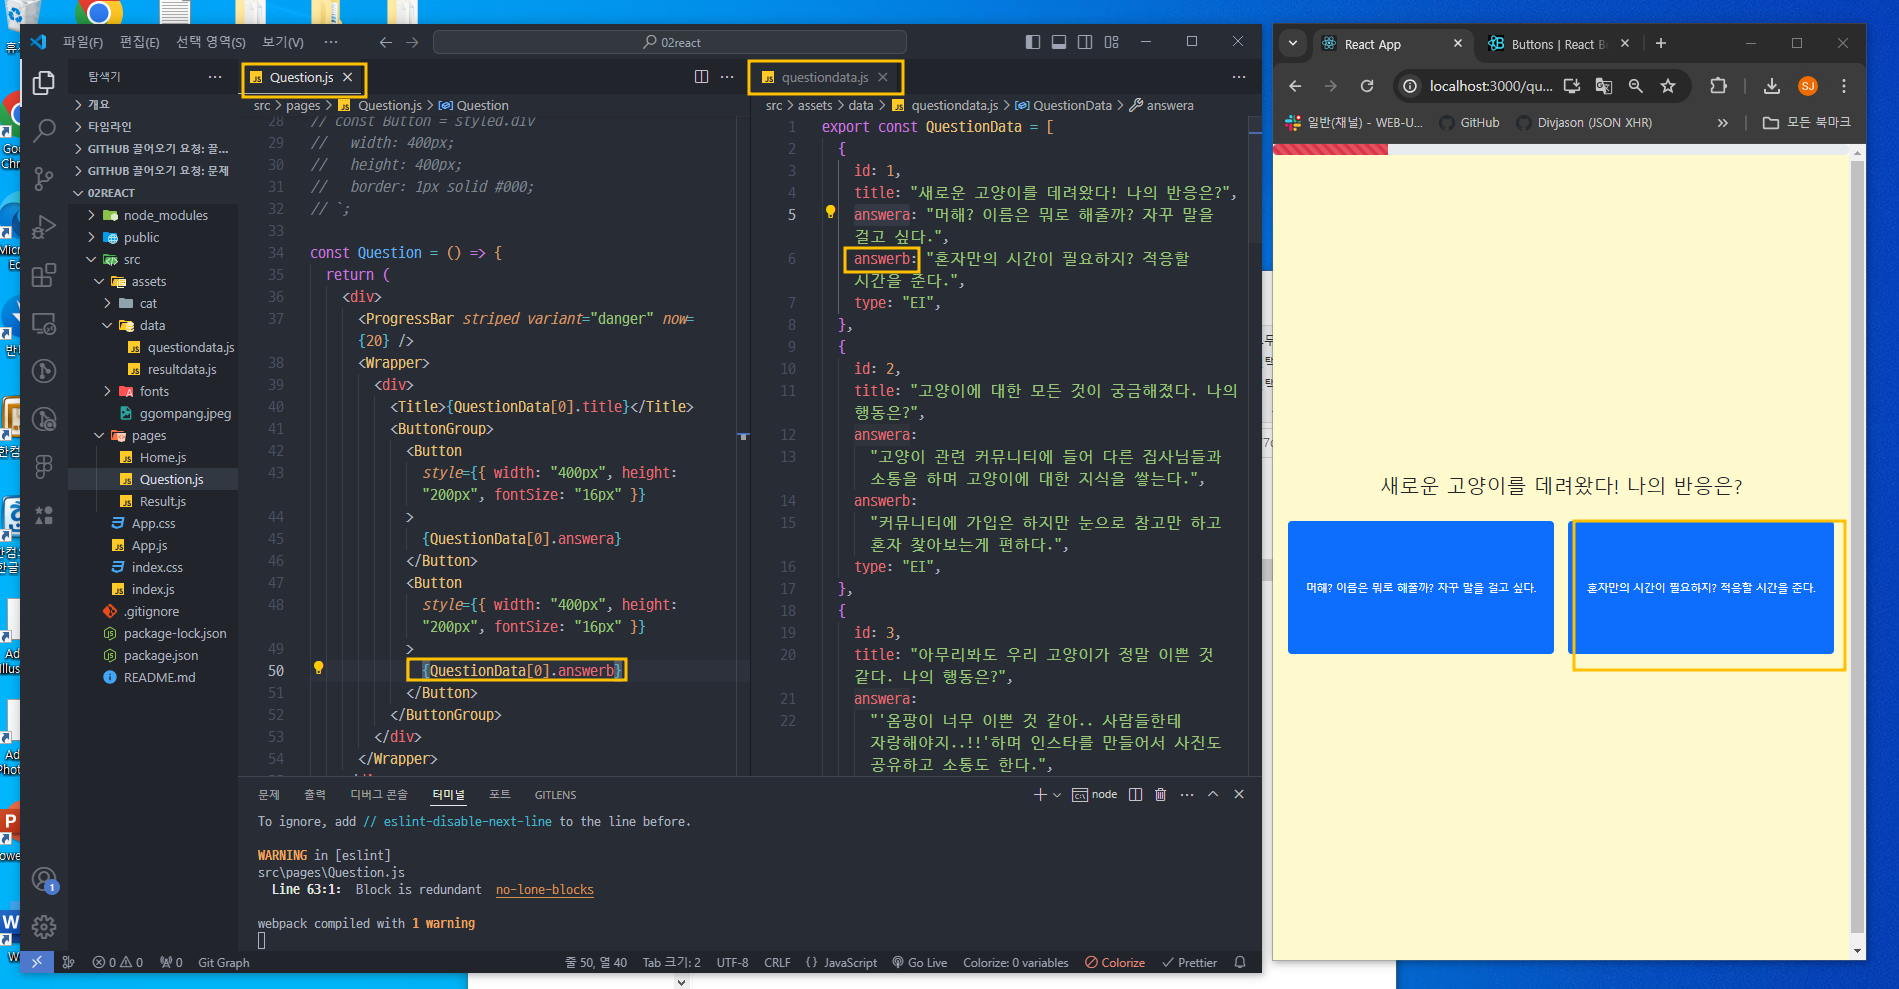 파일(F) 편집(E) 선택 영역(S) 보기(V) ··· 02react
탐색기 ···
개요
타임라인
GITHUB 끌어오기 요청: 끌...
GITHUB 끌어오기 요청: 문제
02REACT
node_modules
public
src
assets
cat
data
questiondata.js
resultdata.js
fonts
ggompang.jpeg
pages
Home.js
Question.js
Result.js
App.css
App.js
index.css
index.js
.gitignore
package-lock.json
package.json
README.md
1
Question.js
src > pages > Question.js > Question
28 // const Button = styled.div
29 //   width: 400px;
30 //   height: 400px;
31 //   border: 1px solid #000;
32 // `;
33
34 const Question = () => {
35 return (
36 <div>
37 <ProgressBar striped variant="danger" now=
{20} />
38 <Wrapper>
39 <div>
40 <Title>{QuestionData[0].title}</Title>
41 <ButtonGroup>
42 <Button
43 style={{ width: "400px", height:
"200px", fontSize: "16px" }}
44 >
45 {QuestionData[0].answera}
46 </Button>
47 <Button
48 style={{ width: "400px", height:
"200px", fontSize: "16px" }}
49 >
50 {QuestionData[0].answerb}
51 </Button>
52 </ButtonGroup>
53 </div>
54 </Wrapper>
questiondata.js
src > assets > data > questiondata.js > QuestionData > answera
1 export const QuestionData = [
2 {
3 id: 1,
4 title: "새로운 고양이를 데려왔다! 나의 반응은?",
5 answera: "머해? 이름은 뭐로 해줄까? 자꾸 말을
걸고 싶다.",
6 answerb: "혼자만의 시간이 필요하지? 적응할
시간을 준다.",
7 type: "EI",
8 },
9 {
10 id: 2,
11 title: "고양이에 대한 모든 것이 궁금해졌다. 나의
행동은?",
12 answera:
13 "고양이 관련 커뮤니티에 들어 다른 집사님들과
소통을 하며 고양이에 대한 지식을 쌓는다.",
14 answerb:
15 "커뮤니티에 가입은 하지만 눈으로 참고만 하고
혼자 찾아보는게 편하다.",
16 type: "EI",
17 },
18 {
19 id: 3,
20 title: "아무리봐도 우리 고양이가 정말 이쁜 것
같다. 나의 행동은?",
21 answera:
22 "'옴팡이 너무 이쁜 것 같아.. 사람들한테
자랑해야지..!!'하며 인스타를 만들어서 사진도
공유하고 소통도 한다.",
문제 출력 디버그 콘솔 터미널 포트 GITLENS
node
To ignore, add // eslint-disable-next-line to the line before.
WARNING in [eslint]
src\pages\Question.js
Line 63:1:  Block is redundant  no-lone-blocks
webpack compiled with 1 warning
0 0 0 Git Graph 줄 50, 열 40 Tab 크기: 2 UTF-8 CRLF {} JavaScript Go Live Colorize: 0 variables Colorize Prettier
React App
Buttons | React B
localhost:3000/qu...
SJ
일반(채널) - WEB-U... GitHub Divjason (JSON XHR) » 모든 북마크
새로운 고양이를 데려왔다! 나의 반응은?
머해? 이름은 뭐로 해줄까? 자꾸 말을 걸고 싶다.
혼자만의 시간이 필요하지? 적응할 시간을 준다.